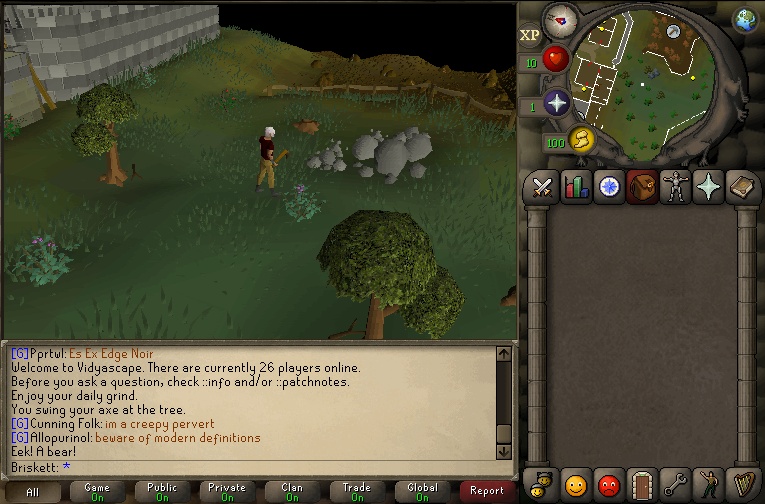 XP
10
1
100
[G]Pprtwl: Es Ex Edge Noir
Welcome to Vidyascape. There are currently 26 players online.
Before you ask a question, check ::info and/or ::patchnotes.
Enjoy your daily grind.
You swing your axe at the tree.
[G]Cunning Folk: im a creepy pervert
[G]Allopurinol: beware of modern definitions
Eek! A bear!
Briskett: *
All
Game
On
Public
On
Private
On
Clan
On
Trade
On
Global
On
Report